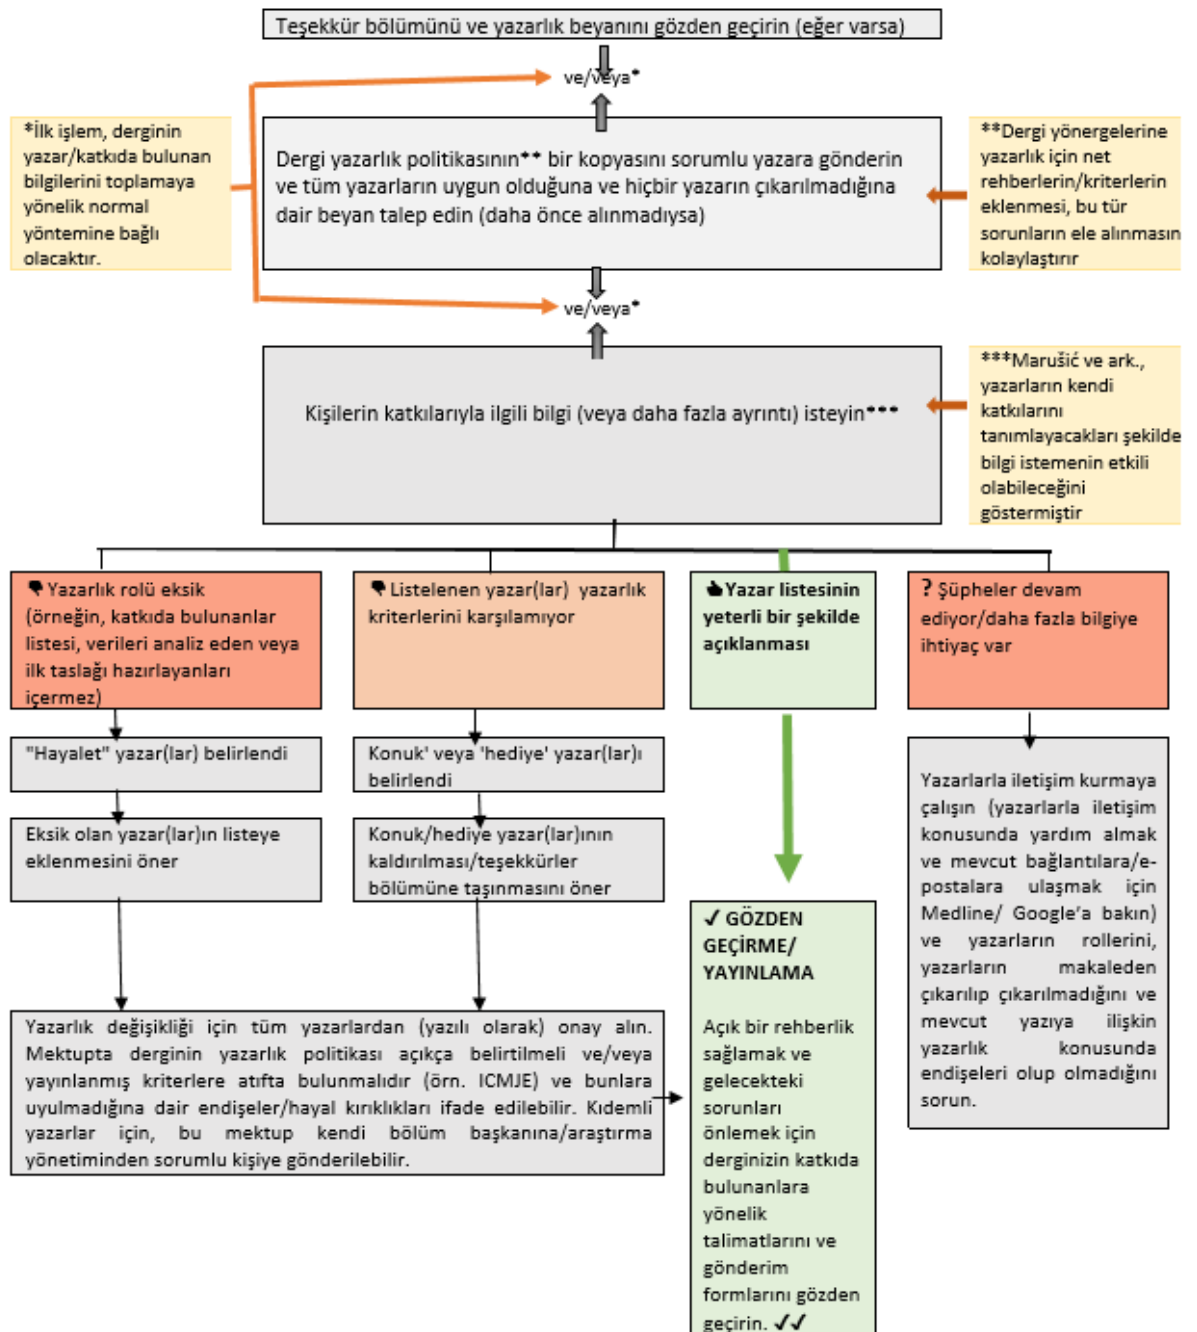 Teşekkür bölümünü ve yazarlık beyanını gözden geçirin (eğer varsa)
ve/veya*
*İlk işlem, derginin
yazar/katkıda bulunan
bilgilerini toplamaya
yönelik normal
yöntemine bağlı
olacaktır.
Dergi yazarlık politikasının** bir kopyasını sorumlu yazara gönderin
ve tüm yazarların uygun olduğuna ve hiçbir yazarın çıkarılmadığına
dair beyan talep edin (daha önce alınmadıysa)
**Dergi yönergelerine
yazarlık için net
rehberlerin/kriterlerin
eklenmesi, bu tür
sorunların ele alınmasın
kolaylaştırır
ve/veya*
Kişilerin katkılarıyla ilgili bilgi (veya daha fazla ayrıntı) isteyin***
***Marušić ve ark.,
yazarların kendi
katkılarını
tanımlayacakları şekilde
bilgi istemenin etkili
olabileceğini
göstermiştir
👎Yazarlık rolü eksik
(örneğin, katkıda bulunanlar
listesi, verileri analiz eden veya
ilk taslağı hazırlayanları
içermez)
👎Listelenen yazar(lar) yazarlık
kriterlerini karşılamıyor
👍Yazar listesinin
yeterli bir şekilde
açıklanması
? Şüpheler devam
ediyor/daha fazla bilgiye
ihtiyaç var
"Hayalet" yazar(lar) belirlendi
Konuk' veya 'hediye' yazar(lar)ı
belirlendi
Eksik olan yazar(lar)ın listeye
eklenmesini öner
Konuk/hediye yazar(lar)ının
kaldırılması/teşekkürler
bölümüne taşınmasını öner
Yazarlık değişikliği için tüm yazarlardan (yazılı olarak) onay alın.
Mektupta derginin yazarlık politikası açıkça belirtilmeli ve/veya
yayınlanmış kriterlere atıfta bulunmalıdır (örn. ICMJE) ve bunlara
uyulmadığına dair endişeler/hayal kırıklıkları ifade edilebilir. Kıdemli
yazarlar için, bu mektup kendi bölüm başkanına/araştırma
yönetiminden sorumlu kişiye gönderilebilir.
✓ GÖZDEN
GEÇİRME/
YAYINLAMA
Açık bir rehberlik
sağlamak ve
gelecekteki
sorunları
önlemek için
derginizin katkıda
bulunanlara
yönelik
talimatlarını ve
gönderim
formlarını gözden
geçirin. ✓✓
Yazarlarla iletişim kurmaya
çalışın (yazarlarla iletişim
konusunda yardım almak
ve mevcut bağlantılara/e-
postalara ulaşmak için
Medline/ Google'a bakın)
ve yazarların rollerini,
yazarların makaleden
çıkarılıp çıkarılmadığını ve
mevcut yazıya ilişkin
yazarlık konusunda
endişeleri olup olmadığını
sorun.